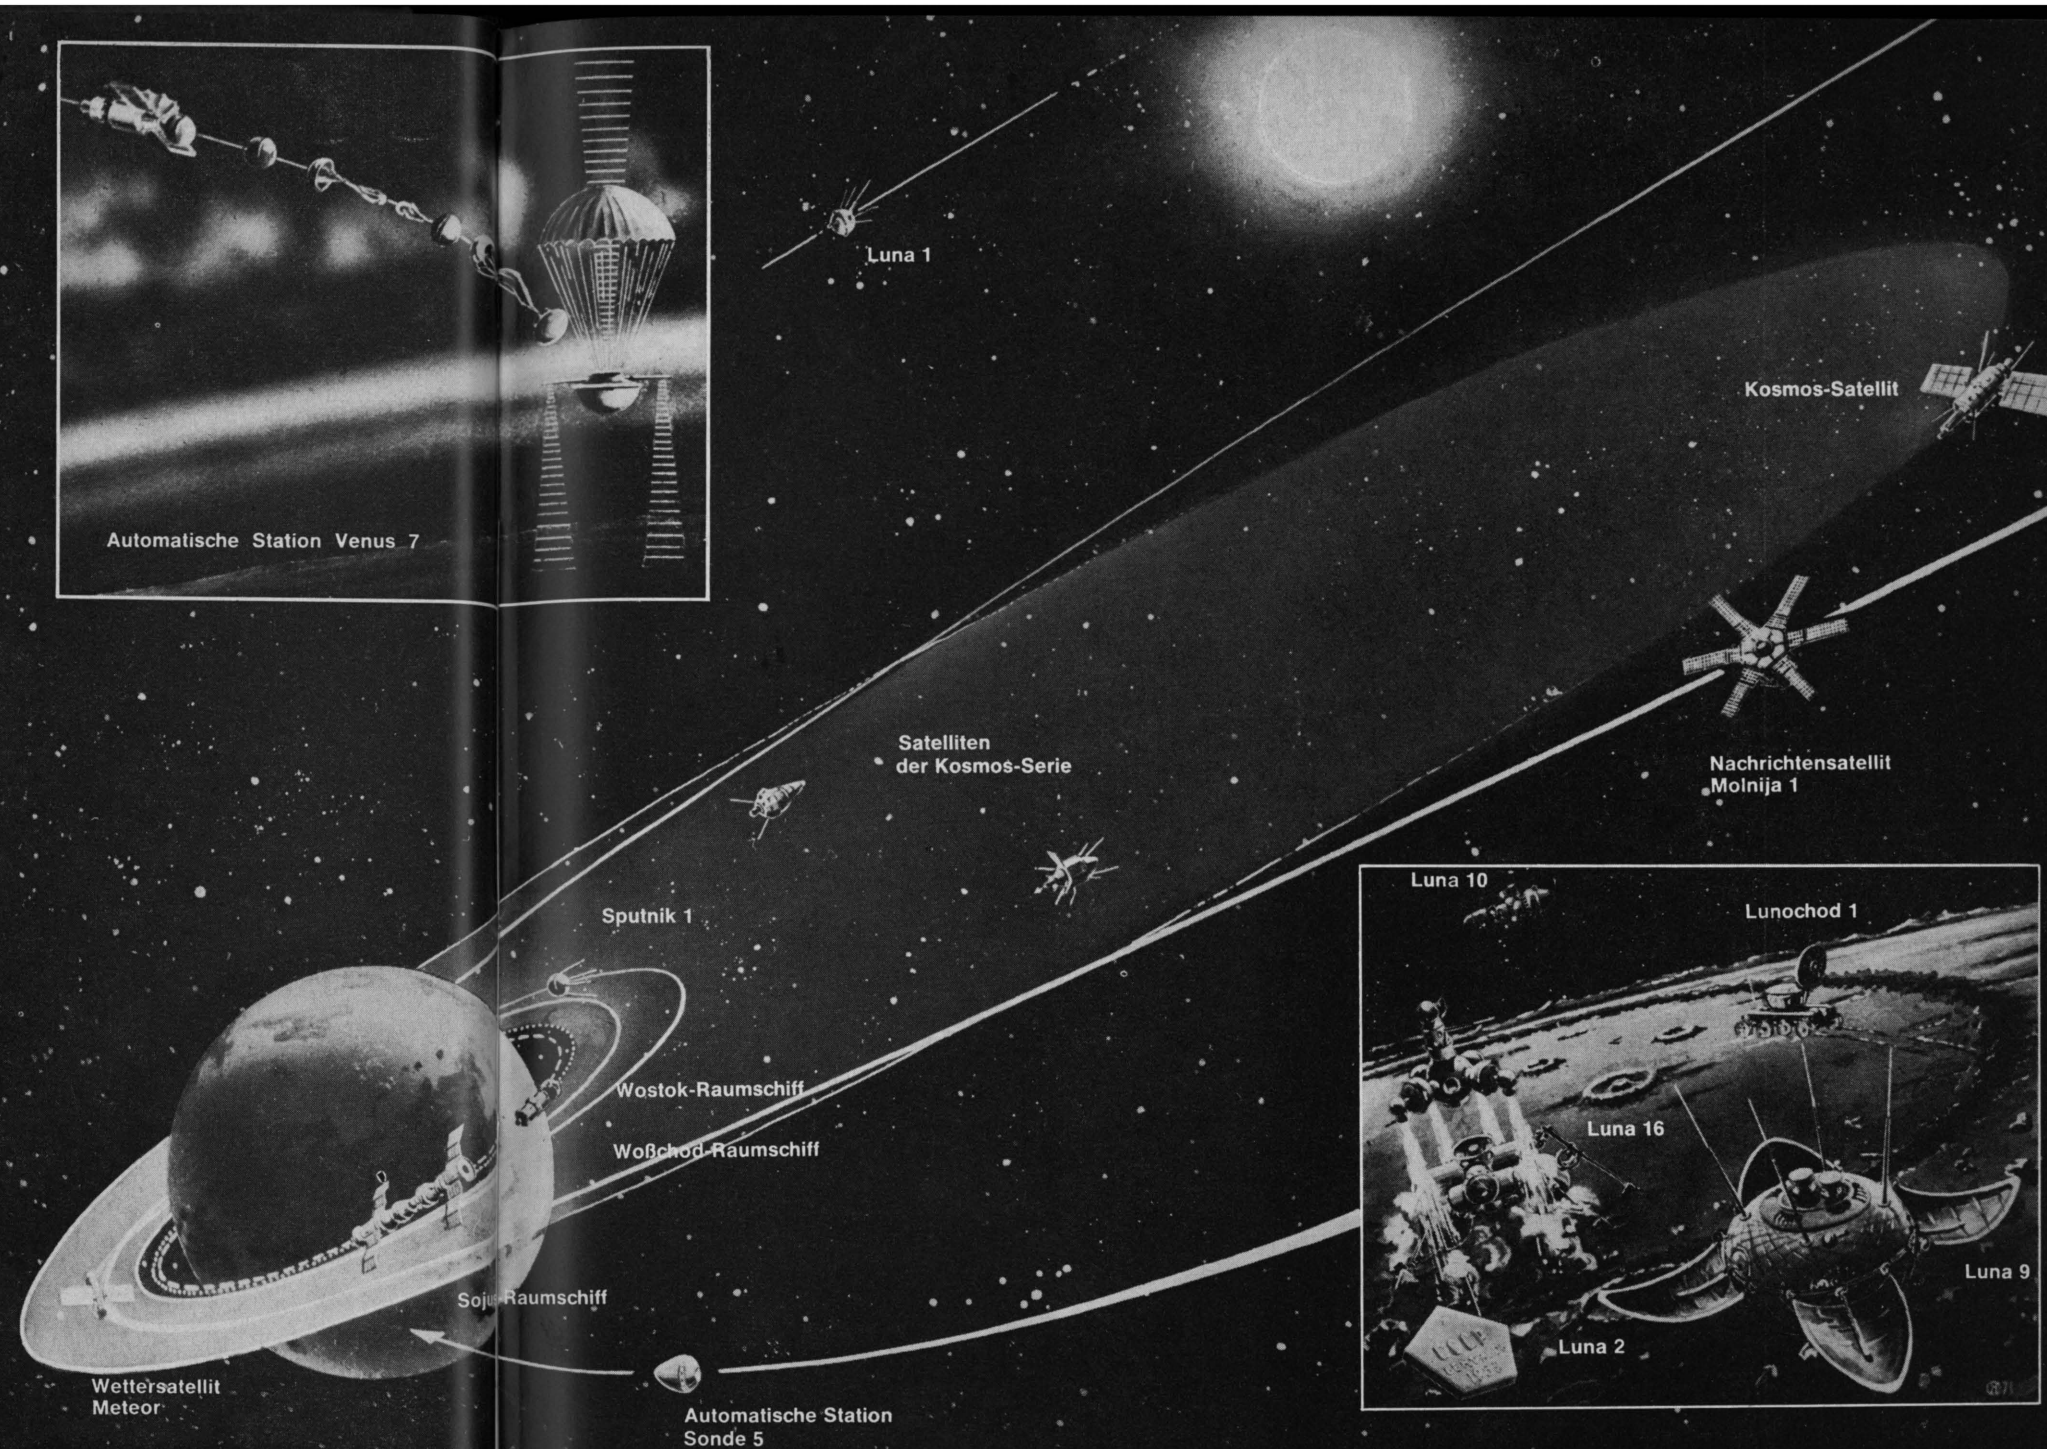 Automatische Station Venus 7
Luna 1
Kosmos-Satellit
Satelliten
der Kosmos-Serie
Nachrichtensatellit
Molnija 1
Sputnik 1
Wostok-Raumschiff
Woßchod-Raumschiff
Sojus-Raumschiff
Wettersatellit
Meteor
Automatische Station
Sonde 5
Luna 10
Lunochod 1
Luna 16
Luna 9
Luna 2
СССР